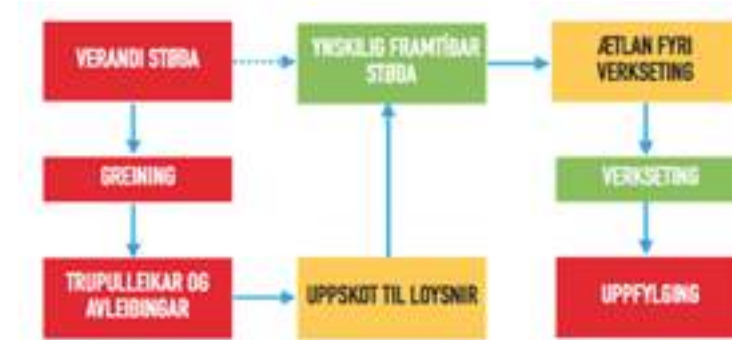 VERANDI STØÐA
YNSKILIG FRAMTÍÐAR
STØÐA
ÆTLAN FYRI
VERKSETING
GREINING
VERKSETING
TRUPULLEIKAR OG
AVLEIÐINGAR
UPPSKOT TIL LOYSNIR
UPPFYLGING